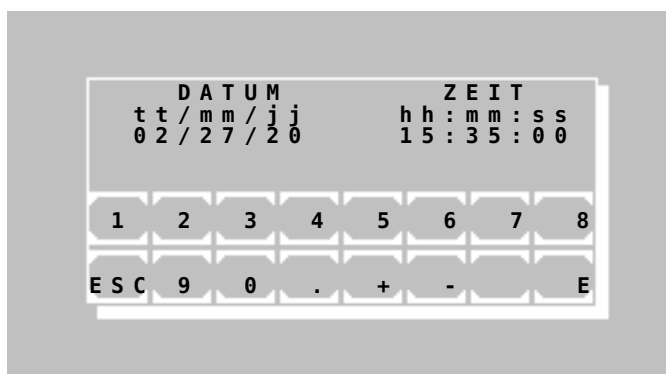 DATUM ZEIT
tt/mm/jj hh:mm:ss
02/27/20 15:35:00
1 2 3 4 5 6 7 8
ESC 9 0 . + - E